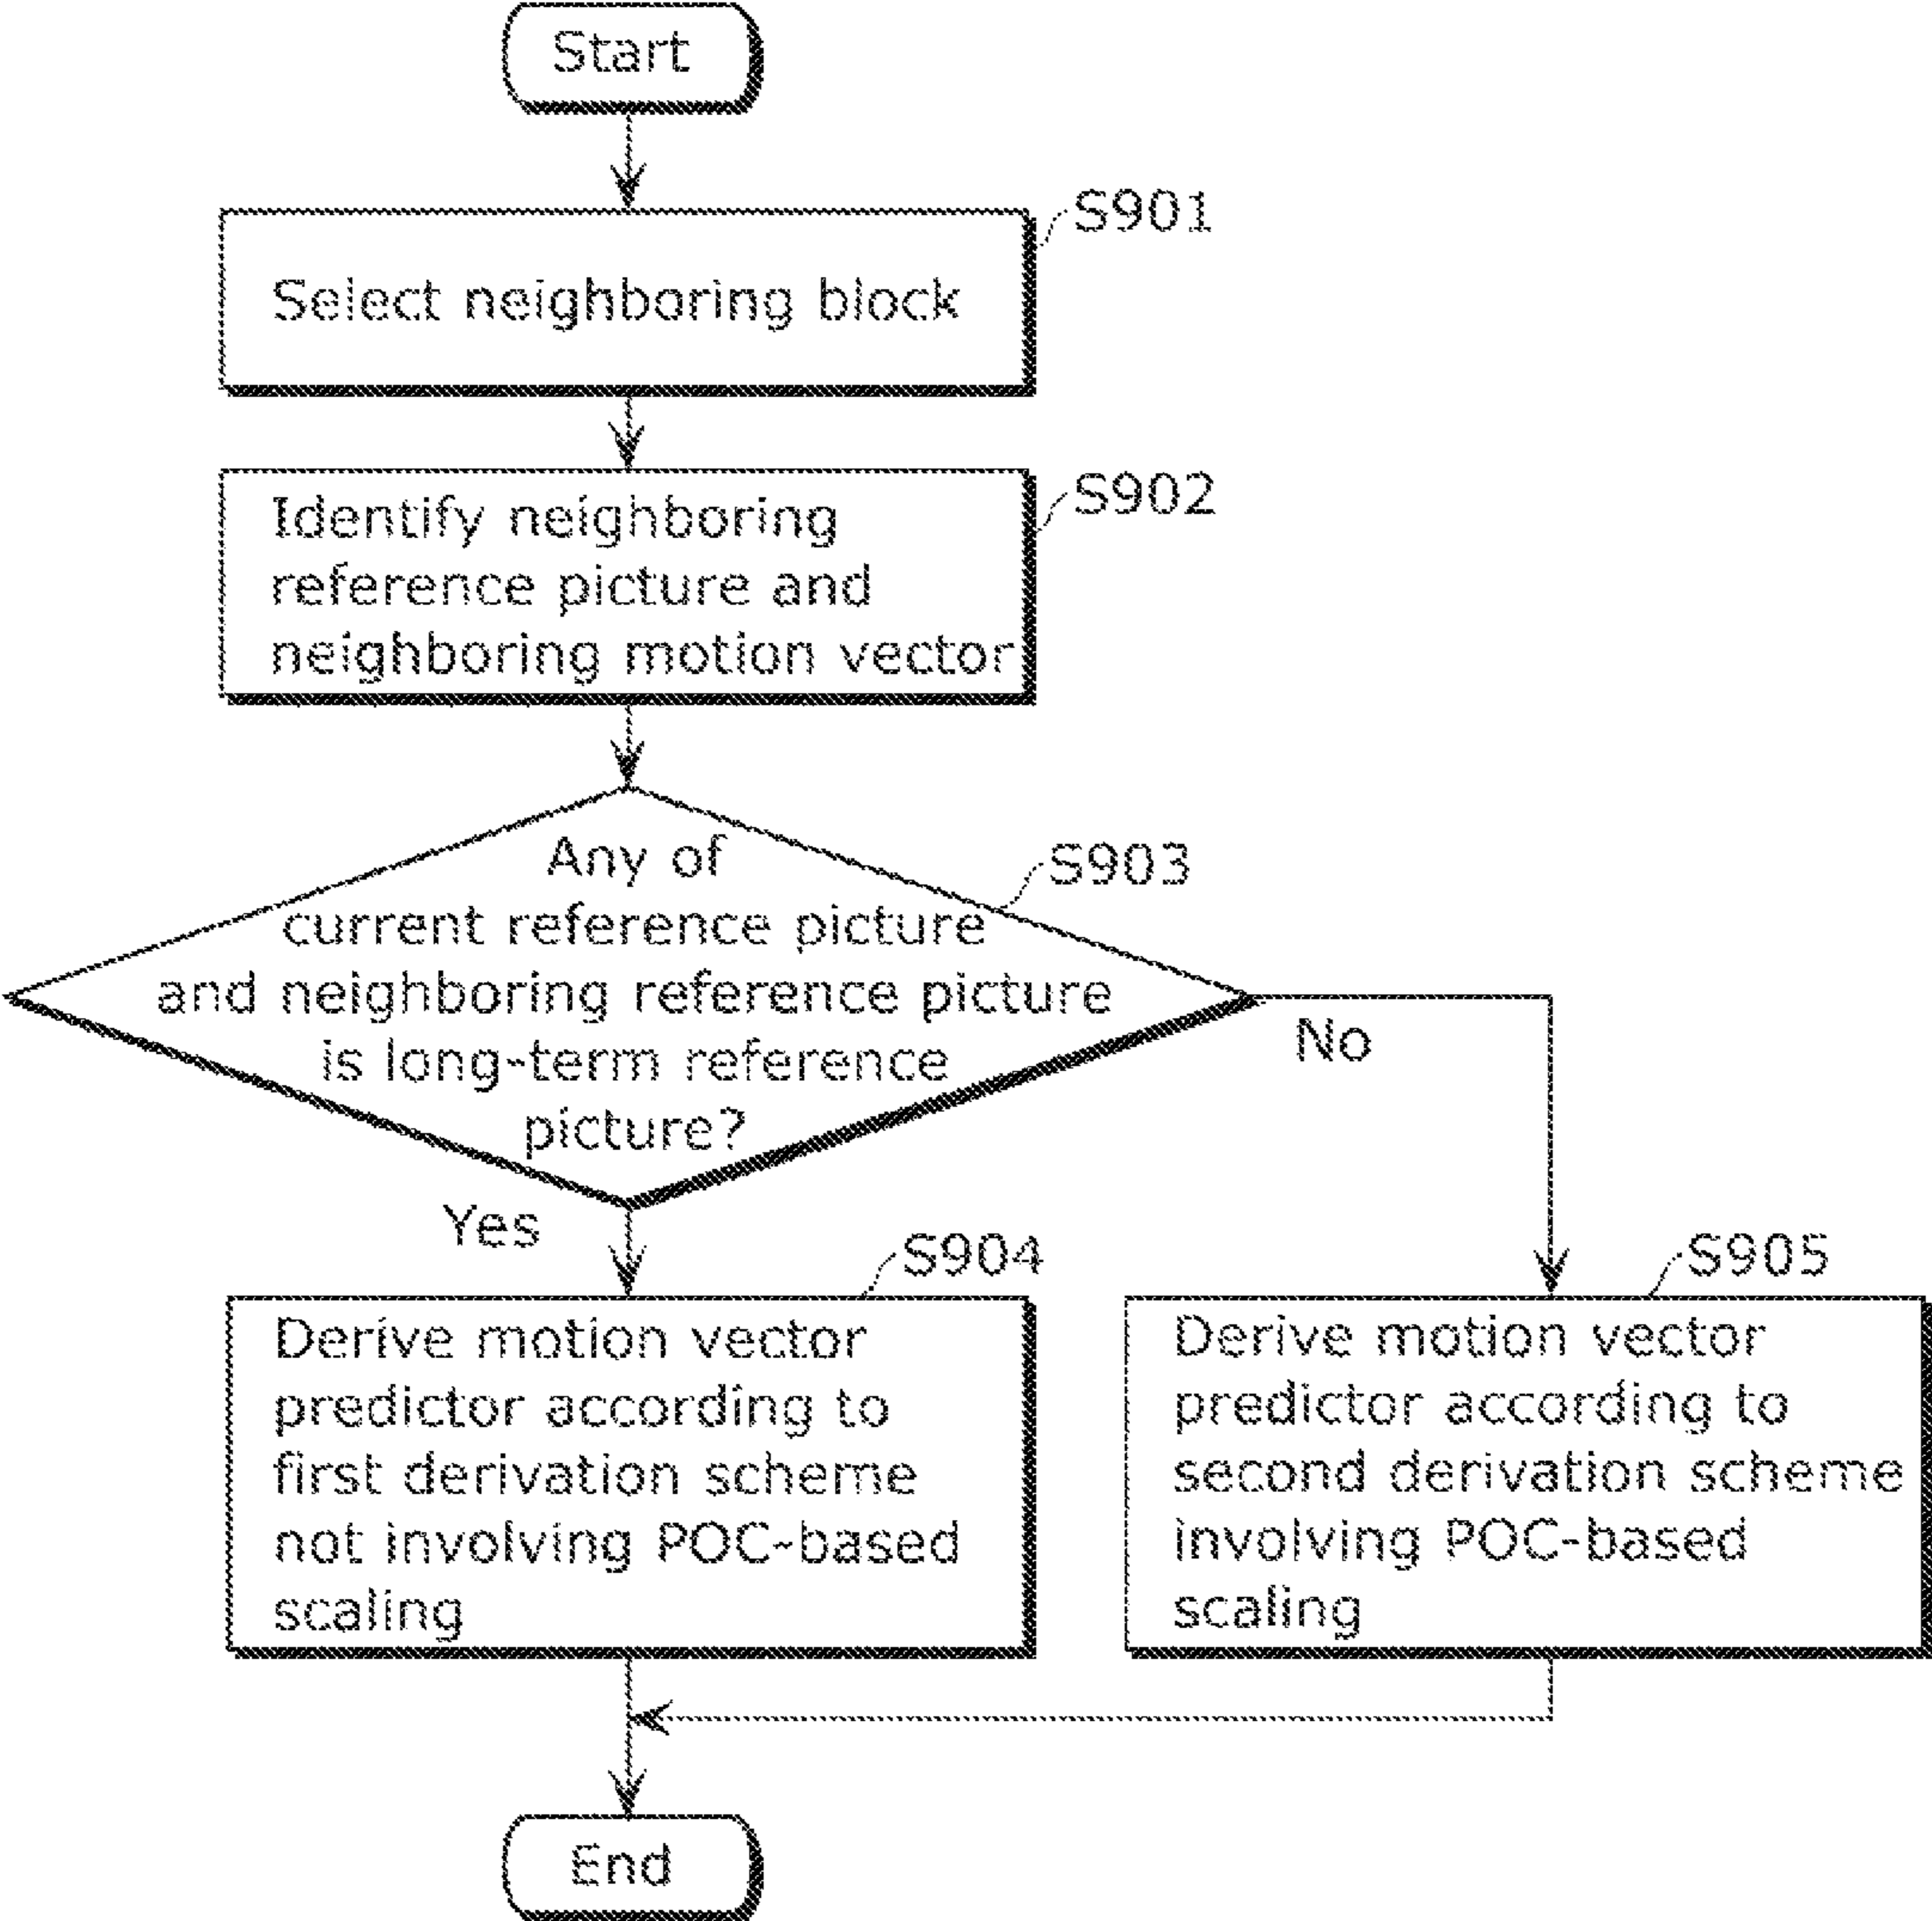 Start
S901
Select neighboring block
S902
Identify neighboring
reference picture and
neighboring motion vector
S903
Any of
current reference picture
and neighboring reference picture
is long-term reference
picture?
No
Yes
S904
Derive motion vector
predictor according to
first derivation scheme
not involving POC-based
scaling
S905
Derive motion vector
predictor according to
second derivation scheme
involving POC-based
scaling
End